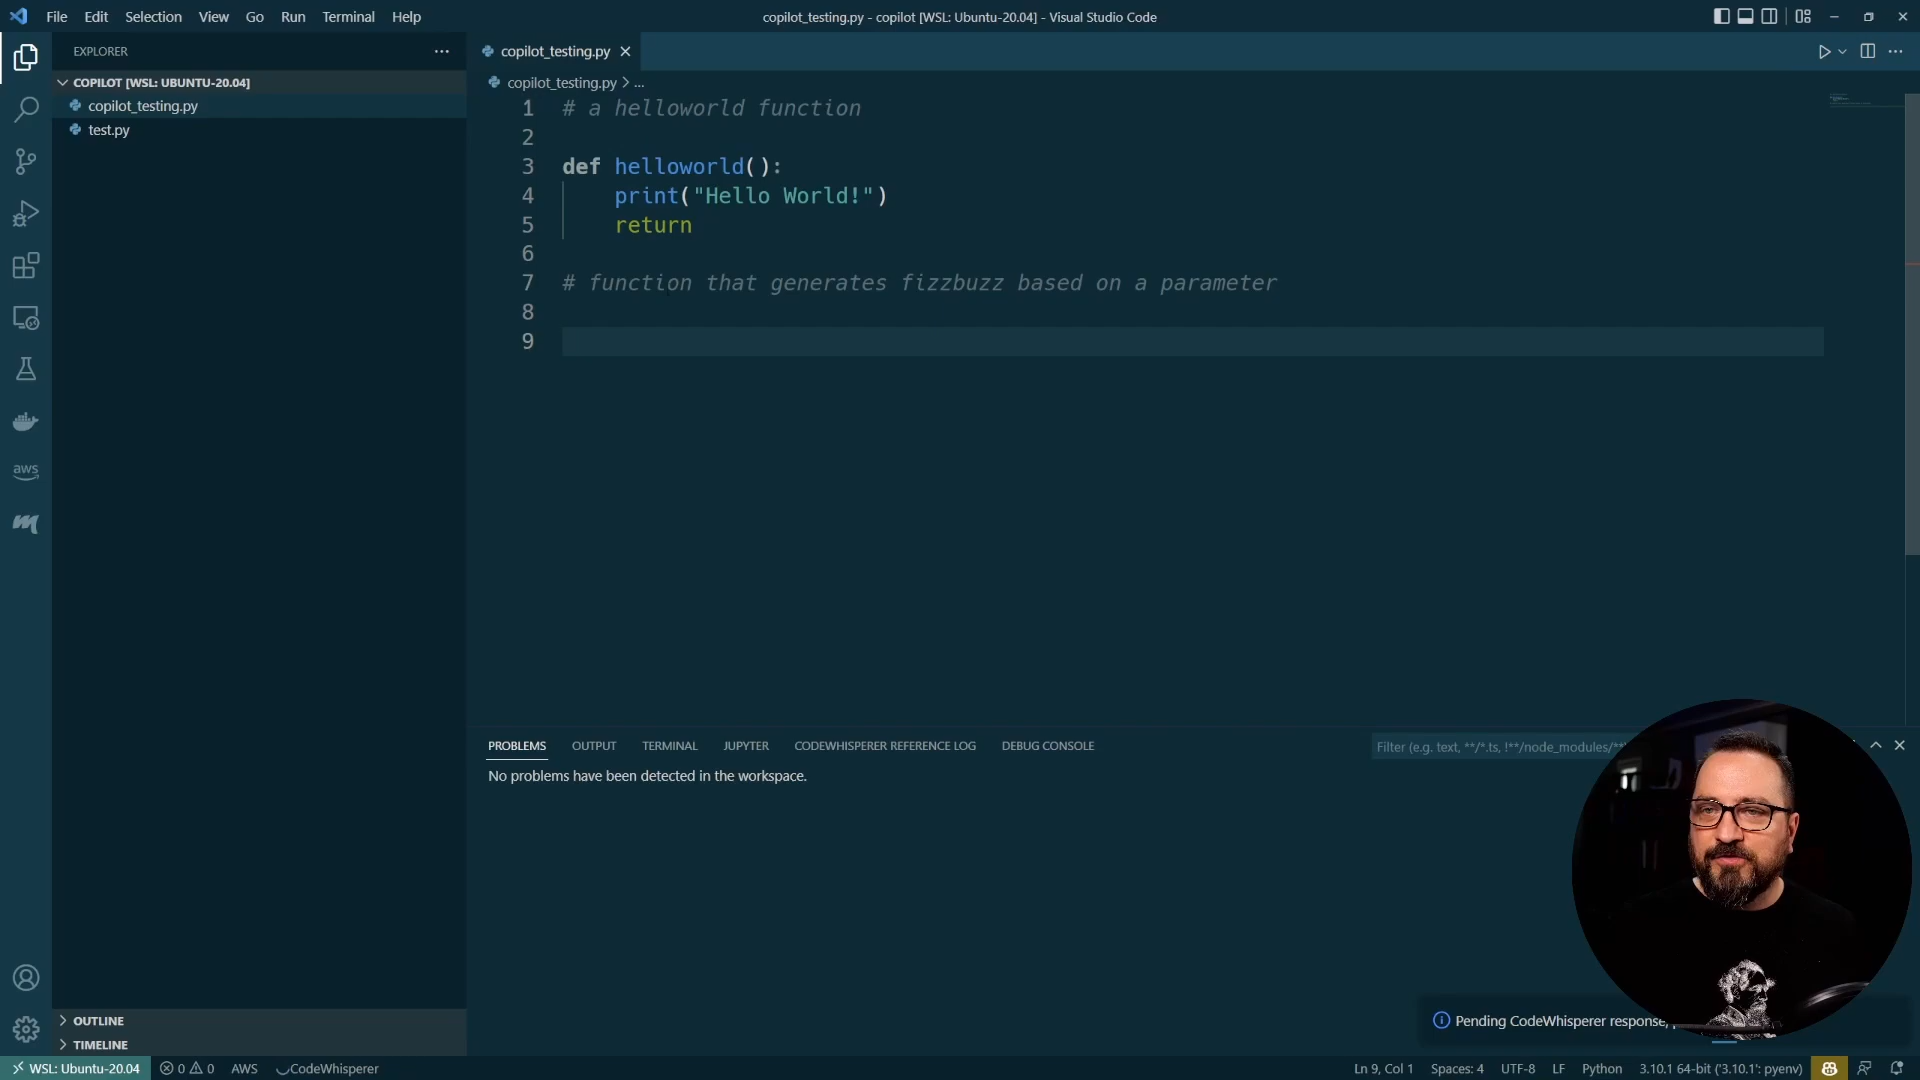 File Edit Selection View Go Run Terminal Help
copilot_testing.py - copilot [WSL: Ubuntu-20.04] - Visual Studio Code
EXPLORER
COPILOT [WSL: UBUNTU-20.04]
copilot_testing.py
test.py
OUTLINE
TIMELINE
aws
copilot_testing.py
copilot_testing.py > ...
1 # a helloworld function
2
3 def helloworld():
4 print("Hello World!")
5 return
6
7 # function that generates fizzbuzz based on a parameter
8
9
PROBLEMS OUTPUT TERMINAL JUPYTER CODEWHISPERER REFERENCE LOG DEBUG CONSOLE
Filter (e.g. text, **/*.ts, !**/node_modules/**
No problems have been detected in the workspace.
Pending CodeWhisperer response,
WSL: Ubuntu-20.04 0 0 AWS CodeWhisperer
Ln 9, Col 1 Spaces: 4 UTF-8 LF Python 3.10.1 64-bit ('3.10.1': pyenv)